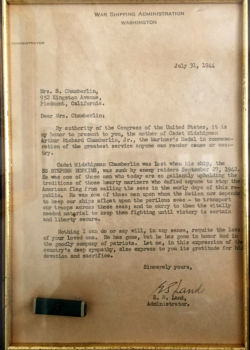 WAR SHIPPING ADMINISTRATION
WASHINGTON
ADMINISTRATOR
July 31, 1944
Mrs. S. Chamberlin,
952 Kingston Avenue,
Piedmont, California.
Dear Mrs. Chamberlin:
By authority of the Congress of the United States, it is
my honor to present you, the mother of Cadet Midshipman
Arthur Richard Chamberlin, Jr., the Mariner's Medal in commemo-
ration of the greatest service anyone can render cause or
country.
Cadet Midshipman Chamberlin was lost when his ship, the
SS STEPHEN HOPKINS, was sunk by enemy raiders September 27, 1942.
He was one of those men who today are so gallantly upholding the
traditions of those hearty mariners who defied anyone to stop the
American flag from sailing the seas in the early days of this re-
public. He was one of those men upon whom the Nation now depends
to keep our ships afloat upon the perilous seas - to transport
our troops across those seas; and to carry to them the vitally
needed materiel to keep them fighting until victory is certain
and liberty secure.
Nothing I can do or say will, in any sense, requite the loss
of your loved one. He has gone, but he has gone in honor and in
the goodly company of patriots. Let me, in this expression of the
country's deep sympathy, also express to you its gratitude for his
devotion and sacrifice.
Sincerely yours,
E S Land
E. S. Land,
Administrator.